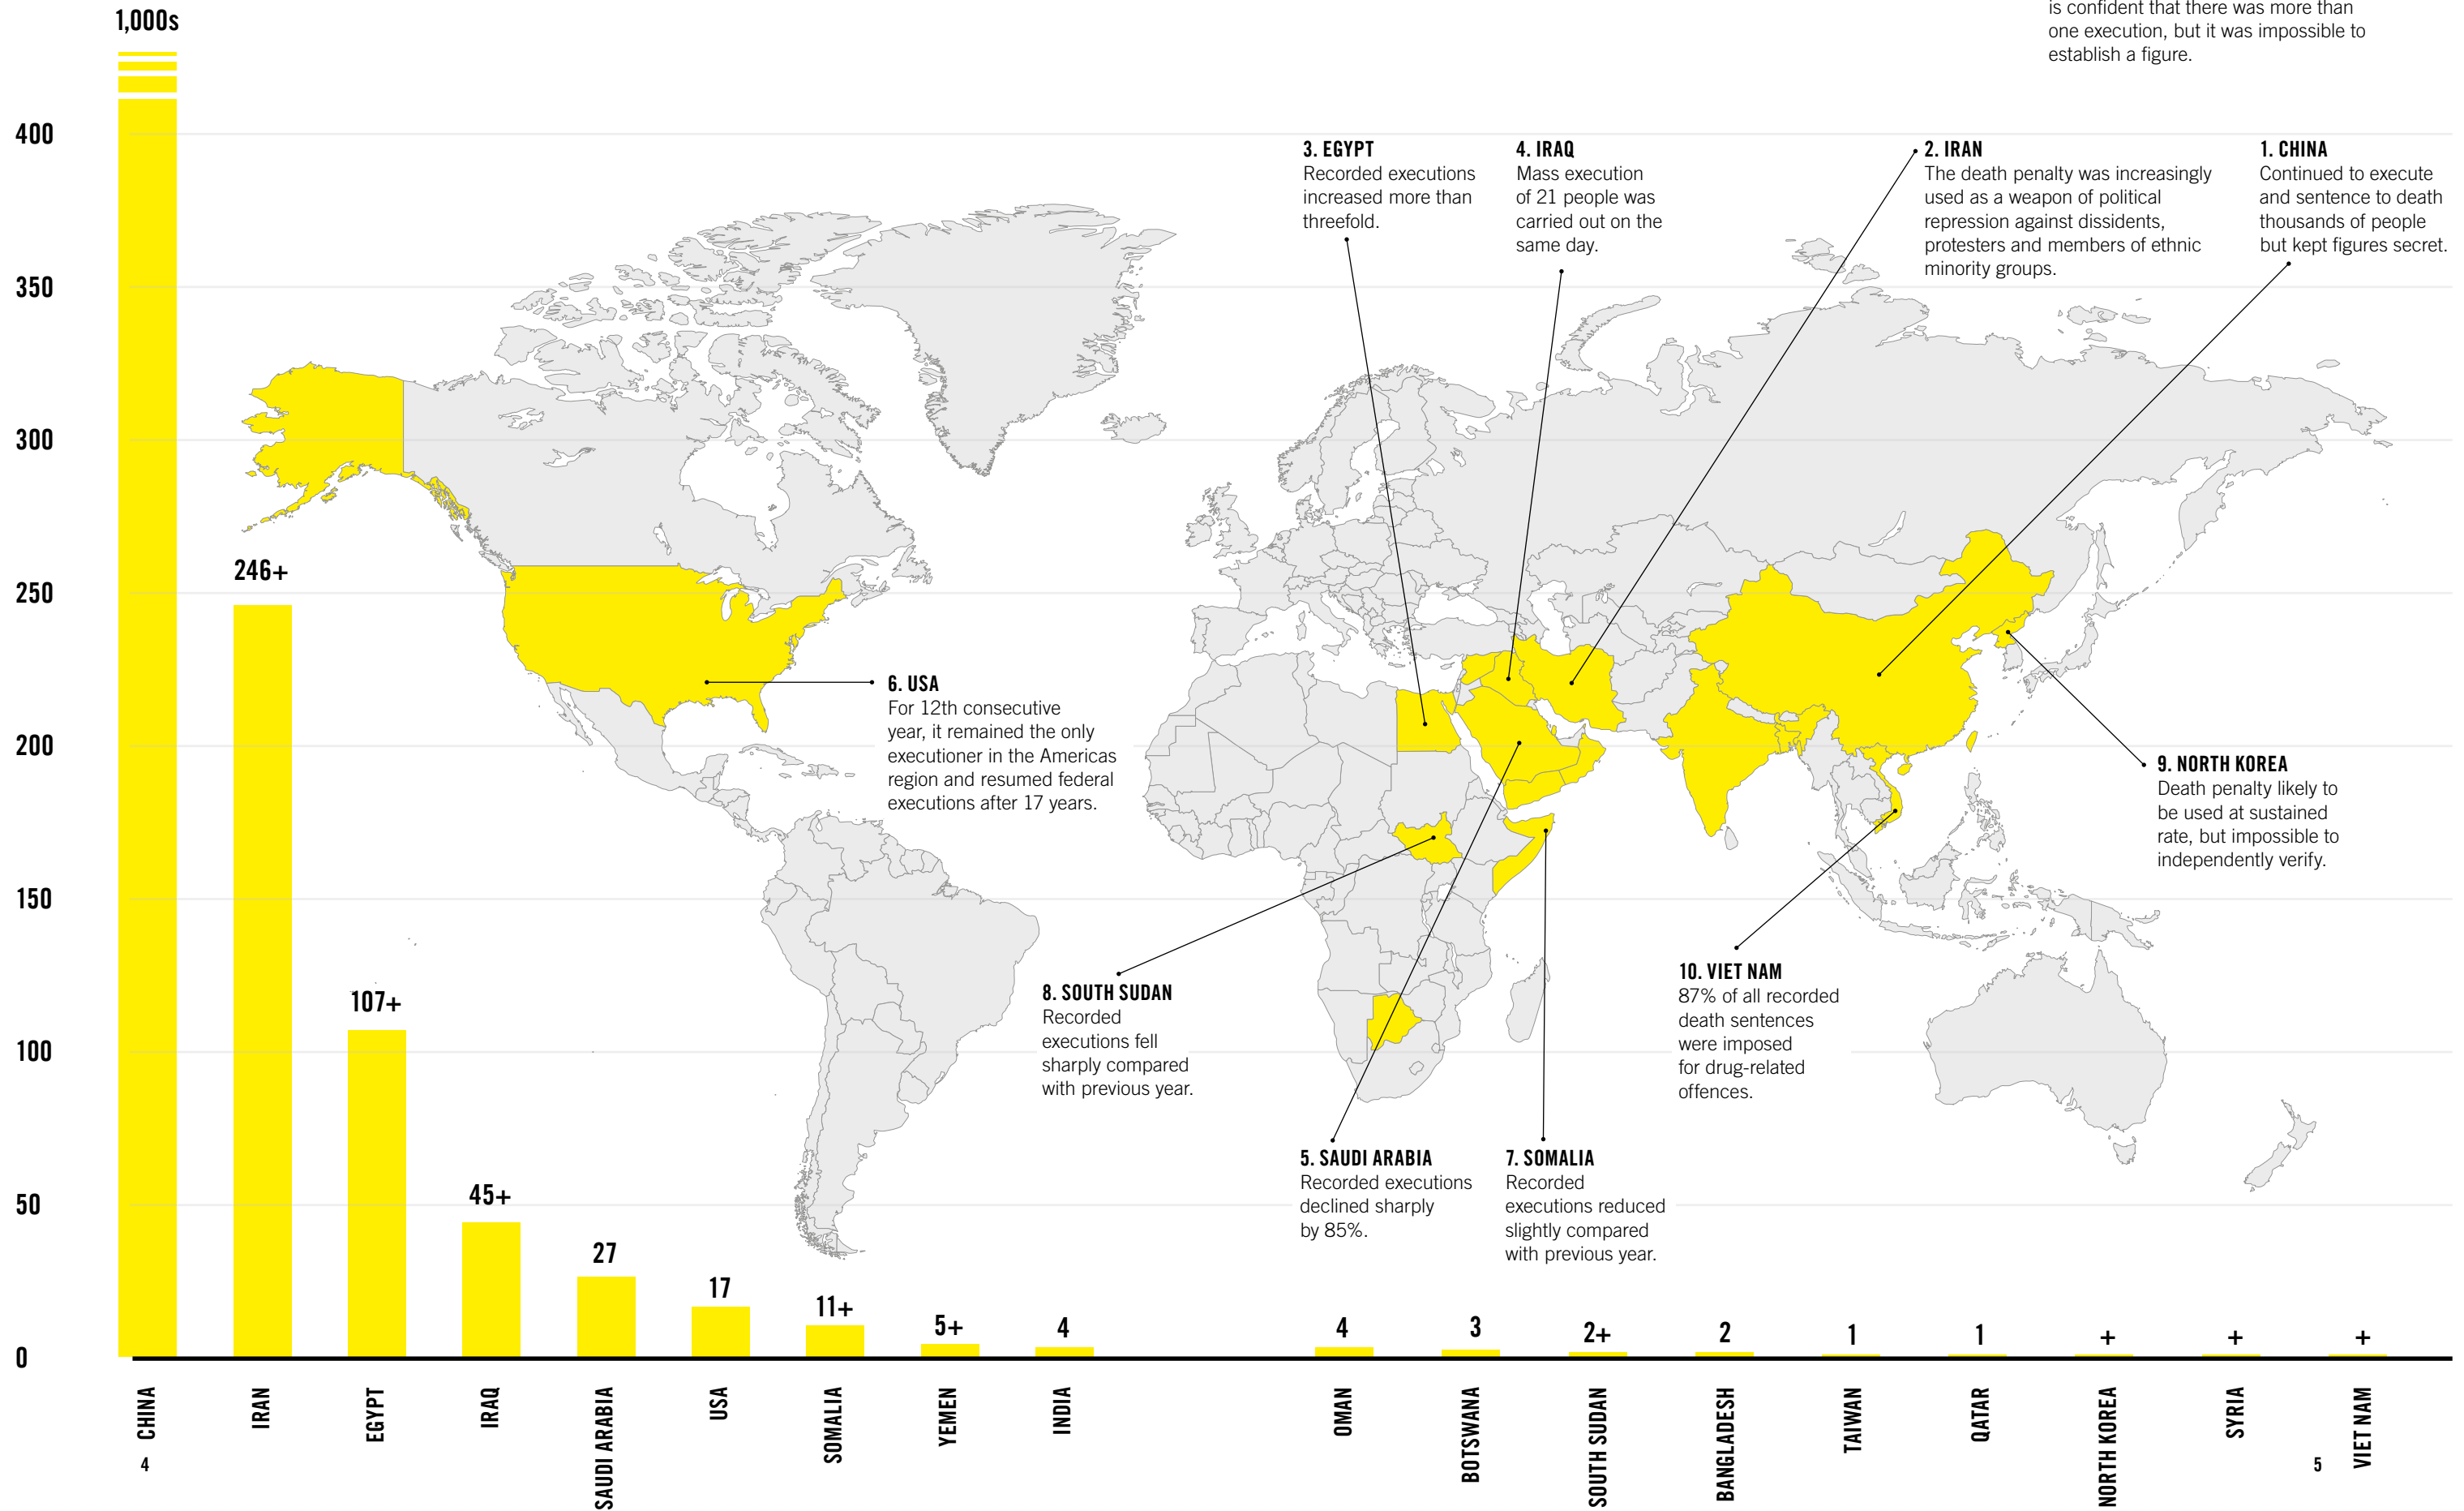 is confident that there was more than
one execution, but it was impossible to
establish a figure.
1,000s
400
350
300
250
200
150
100
50
0
3. EGYPT
Recorded executions
increased more than
threefold.
4. IRAQ
Mass execution
of 21 people was
carried out on the
same day.
2. IRAN
The death penalty was increasingly
used as a weapon of political
repression against dissidents,
protesters and members of ethnic
minority groups.
1. CHINA
Continued to execute
and sentence to death
thousands of people
but kept figures secret.
6. USA
For 12th consecutive
year, it remained the only
executioner in the Americas
region and resumed federal
executions after 17 years.
9. NORTH KOREA
Death penalty likely to
be used at sustained
rate, but impossible to
independently verify.
8. SOUTH SUDAN
Recorded
executions fell
sharply compared
with previous year.
10. VIET NAM
87% of all recorded
death sentences
were imposed
for drug-related
offences.
5. SAUDI ARABIA
Recorded executions
declined sharply
by 85%.
7. SOMALIA
Recorded
executions reduced
slightly compared
with previous year.
246+
107+
45+
27
17
11+
5+
4
4
3
2+
2
1
1
+
+
+
CHINA
IRAN
EGYPT
IRAQ
SAUDI ARABIA
USA
SOMALIA
YEMEN
INDIA
OMAN
BOTSWANA
SOUTH SUDAN
BANGLADESH
TAIWAN
QATAR
NORTH KOREA
SYRIA
VIET NAM
4
5